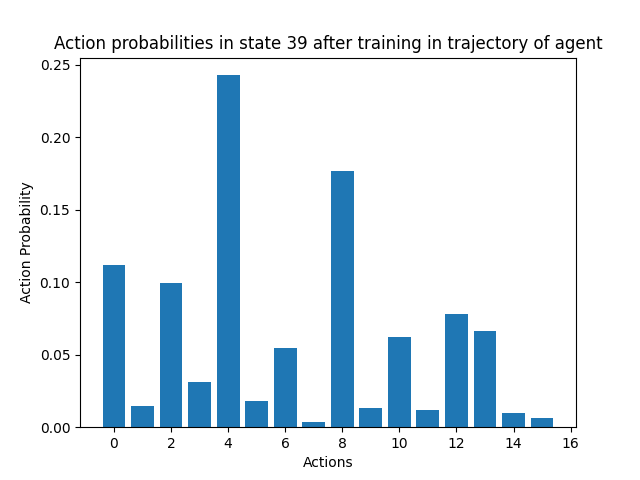 Action probabilities in state 39 after training in trajectory of agent
0.25
0.20
0.15
0.10
0.05
0.00
Action Probability
0 2 4 6 8 10 12 14 16
Actions